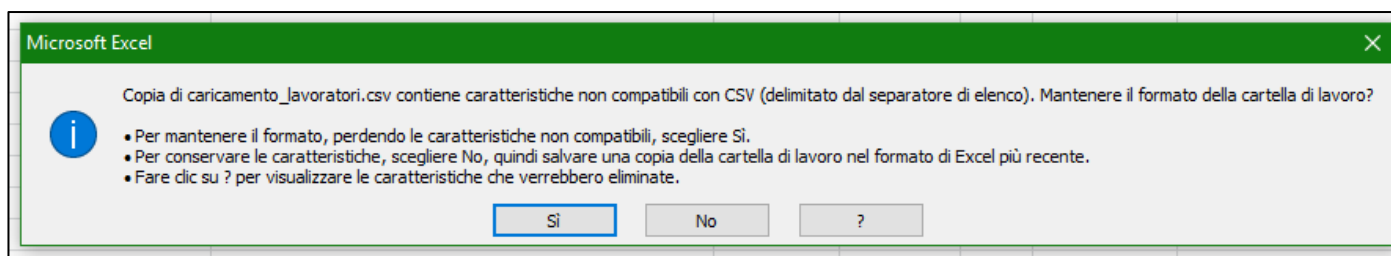 Microsoft Excel
Copia di caricamento_lavoratori.csv contiene caratteristiche non compatibili con CSV (delimitato dal separatore di elenco). Mantenere il formato della cartella di lavoro?
• Per mantenere il formato, perdendo le caratteristiche non compatibili, scegliere Sì.
• Per conservare le caratteristiche, scegliere No, quindi salvare una copia della cartella di lavoro nel formato di Excel più recente.
• Fare clic su ? per visualizzare le caratteristiche che verrebbero eliminate.
Sì No ?